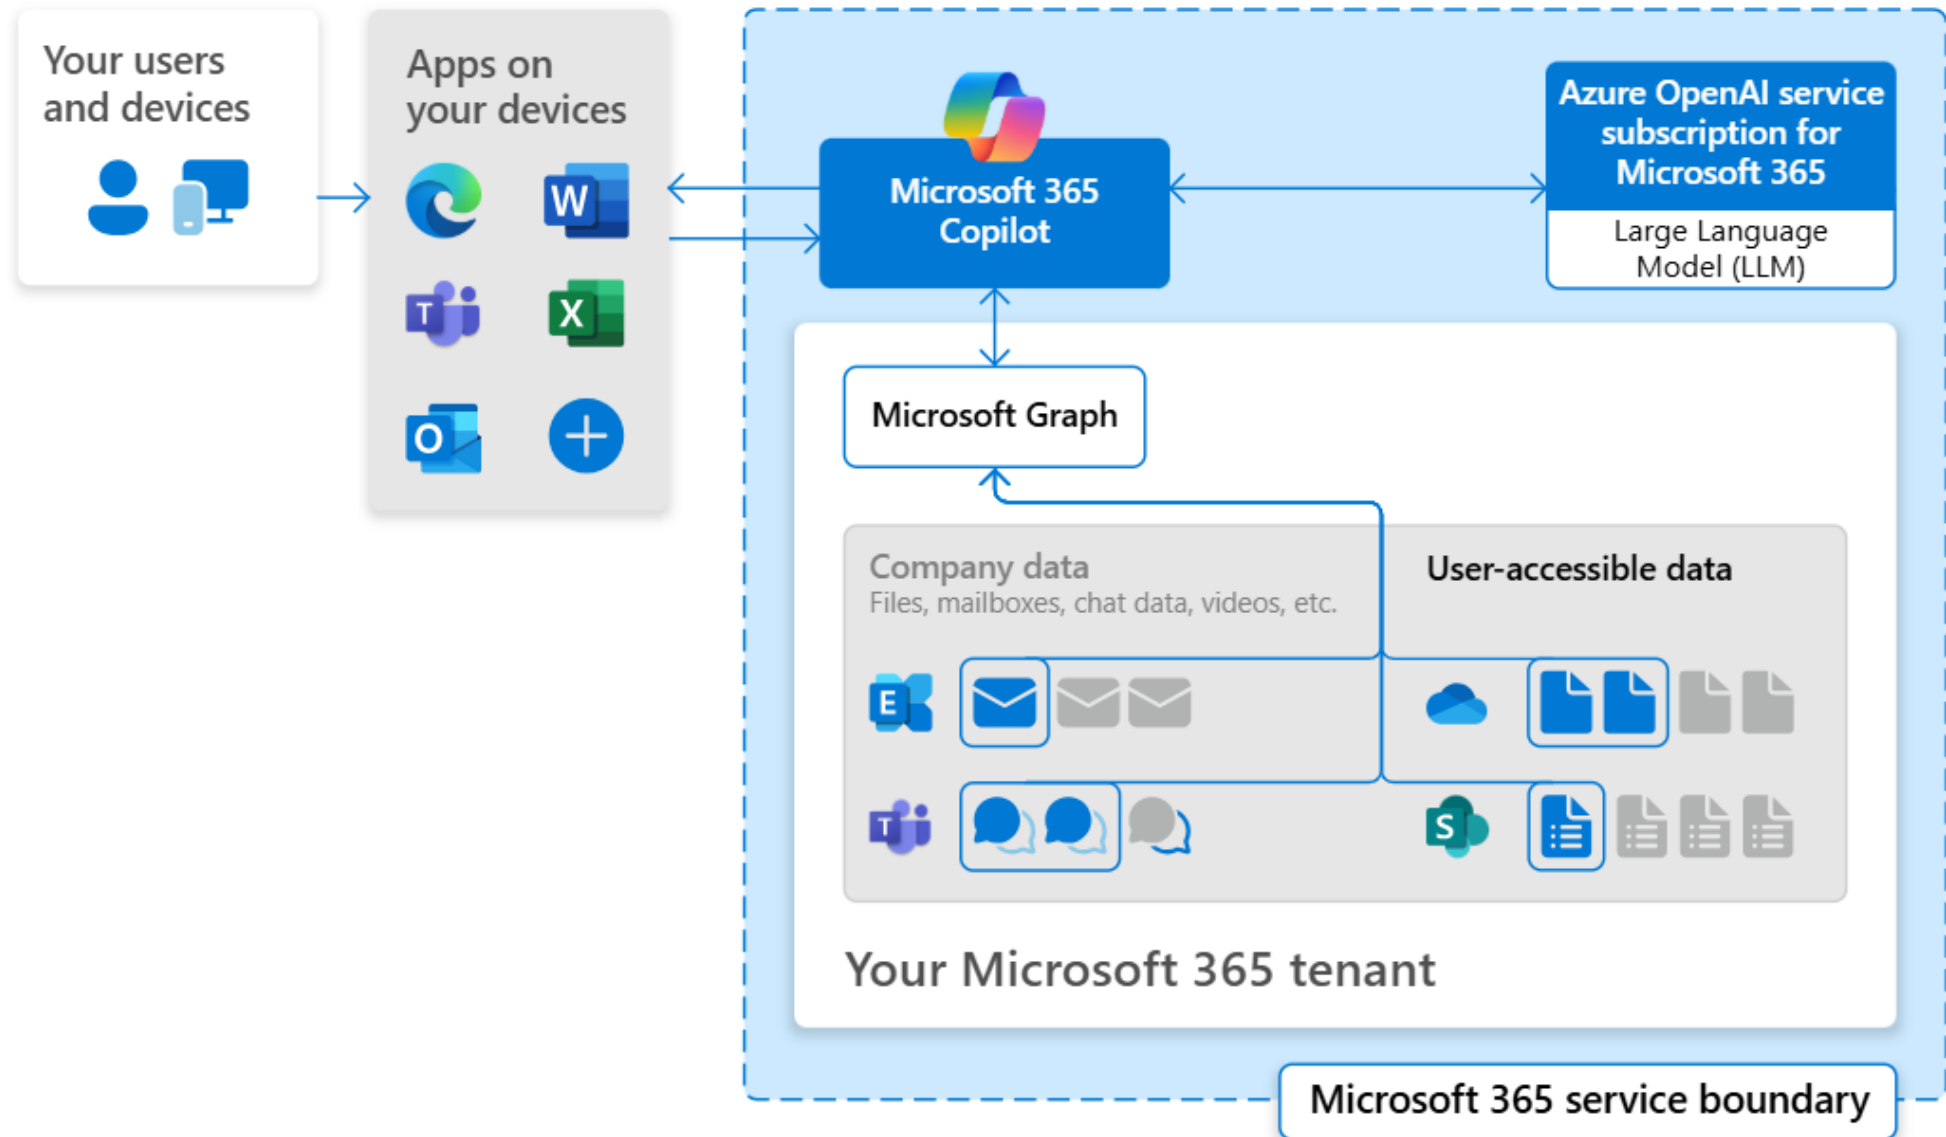 Your users
and devices
Apps on
your devices
W
T
X
O
Microsoft 365
Copilot
Azure OpenAI service
subscription for
Microsoft 365
Large Language
Model (LLM)
Microsoft Graph
Company data
Files, mailboxes, chat data, videos, etc.
User-accessible data
E
T
S
Your Microsoft 365 tenant
Microsoft 365 service boundary